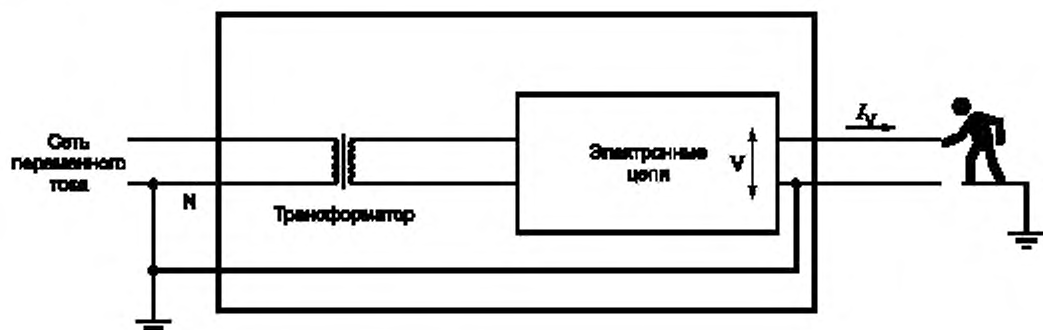 Сеть
переменного
тока
N
Трансформатор
Электронные
цепи
V
I_V